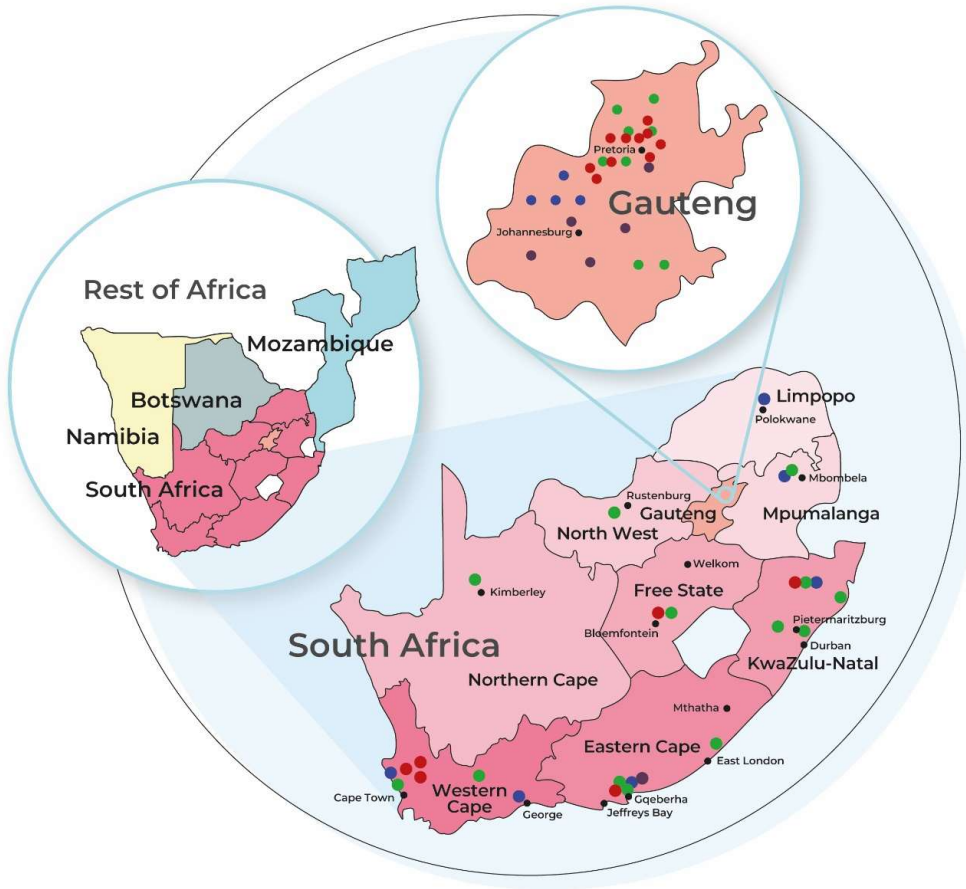 Pretoria
Gauteng
Johannesburg
Rest of Africa
Mozambique
Botswana
Namibia
South Africa
Limpopo
Polokwane
Mbombela
Rustenburg
Gauteng
Mpumalanga
North West
Welkom
Free State
Kimberley
Bloemfontein
Pietermaritzburg
Durban
South Africa
KwaZulu-Natal
Northern Cape
Mthatha
Eastern Cape
East London
Western
Cape
Cape Town
George
Gqeberha
Jeffreys Bay